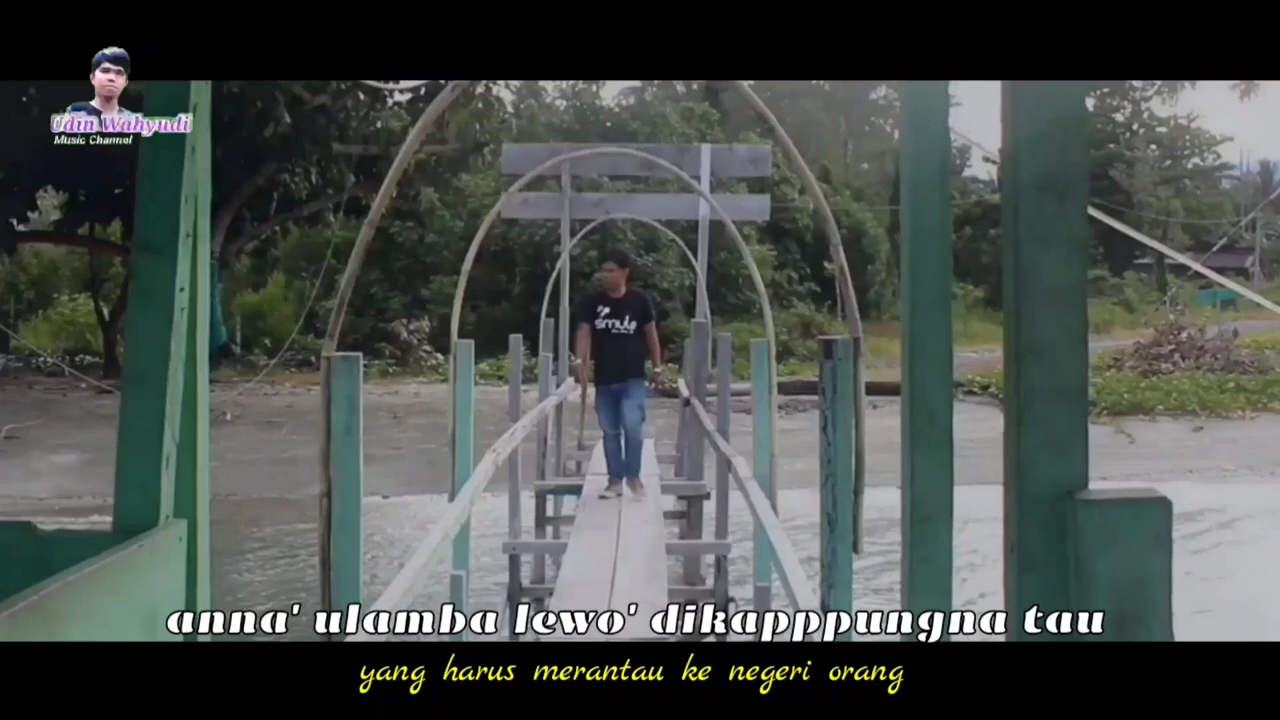 Udin Wahyudi
Music Channel
smule
anna' ulamba lewo' dikapppungna tau
yang harus merantau ke negeri orang